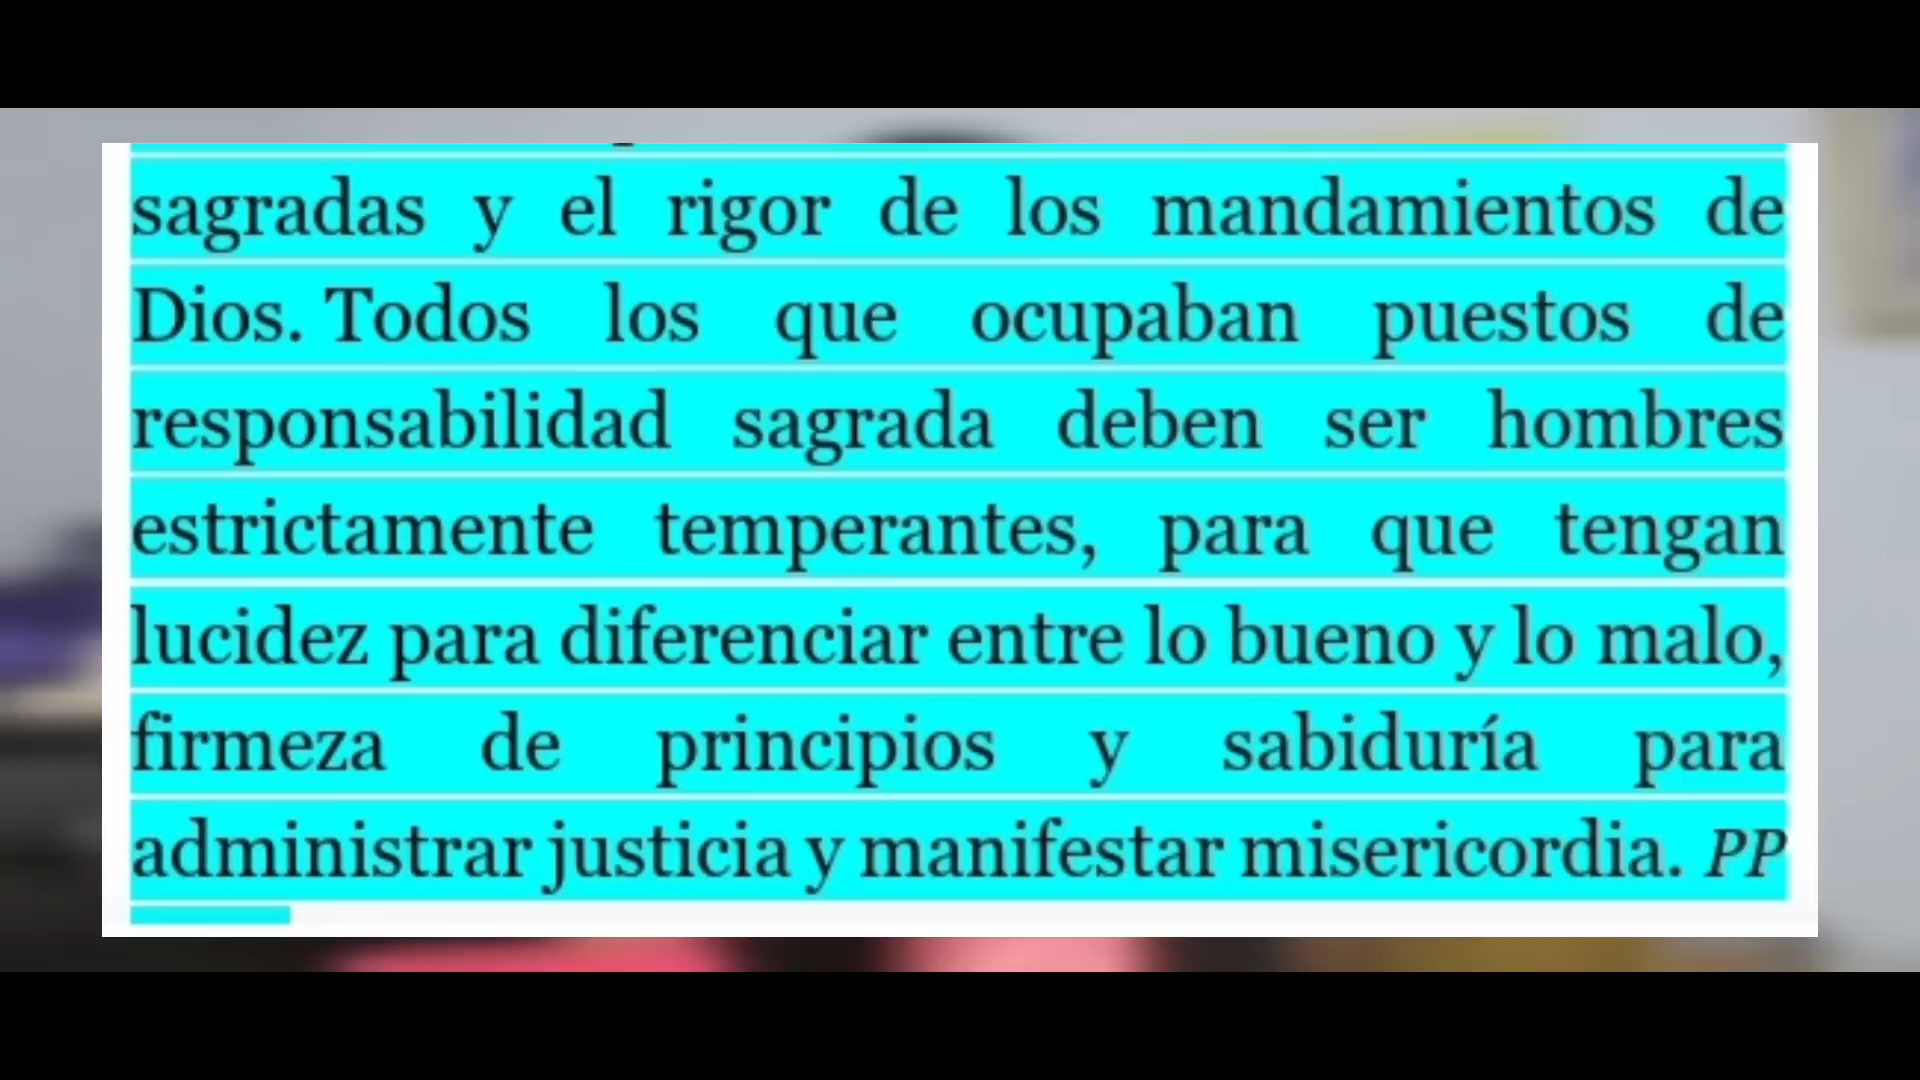 sagradas y el rigor de los mandamientos de
Dios. Todos los que ocupaban puestos de
responsabilidad sagrada deben ser hombres
estrictamente temperantes, para que tengan
lucidez para diferenciar entre lo bueno y lo malo,
firmeza de principios y sabiduría para
administrar justicia y manifestar misericordia. PP